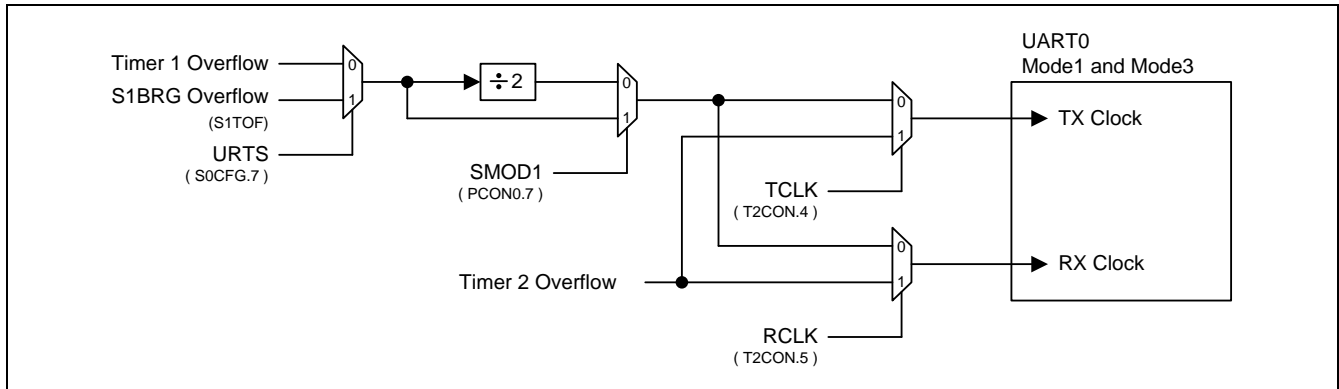 UART0
Mode1 and Mode3
Timer 1 Overflow
0
÷ 2
0
S1BRG Overflow
1
(S1TOF)
1
0
TX Clock
1
URTS
( S0CFG.7 )
SMOD1
( PCON0.7 )
TCLK
( T2CON.4 )
0
RX Clock
Timer 2 Overflow
1
RCLK
( T2CON.5 )